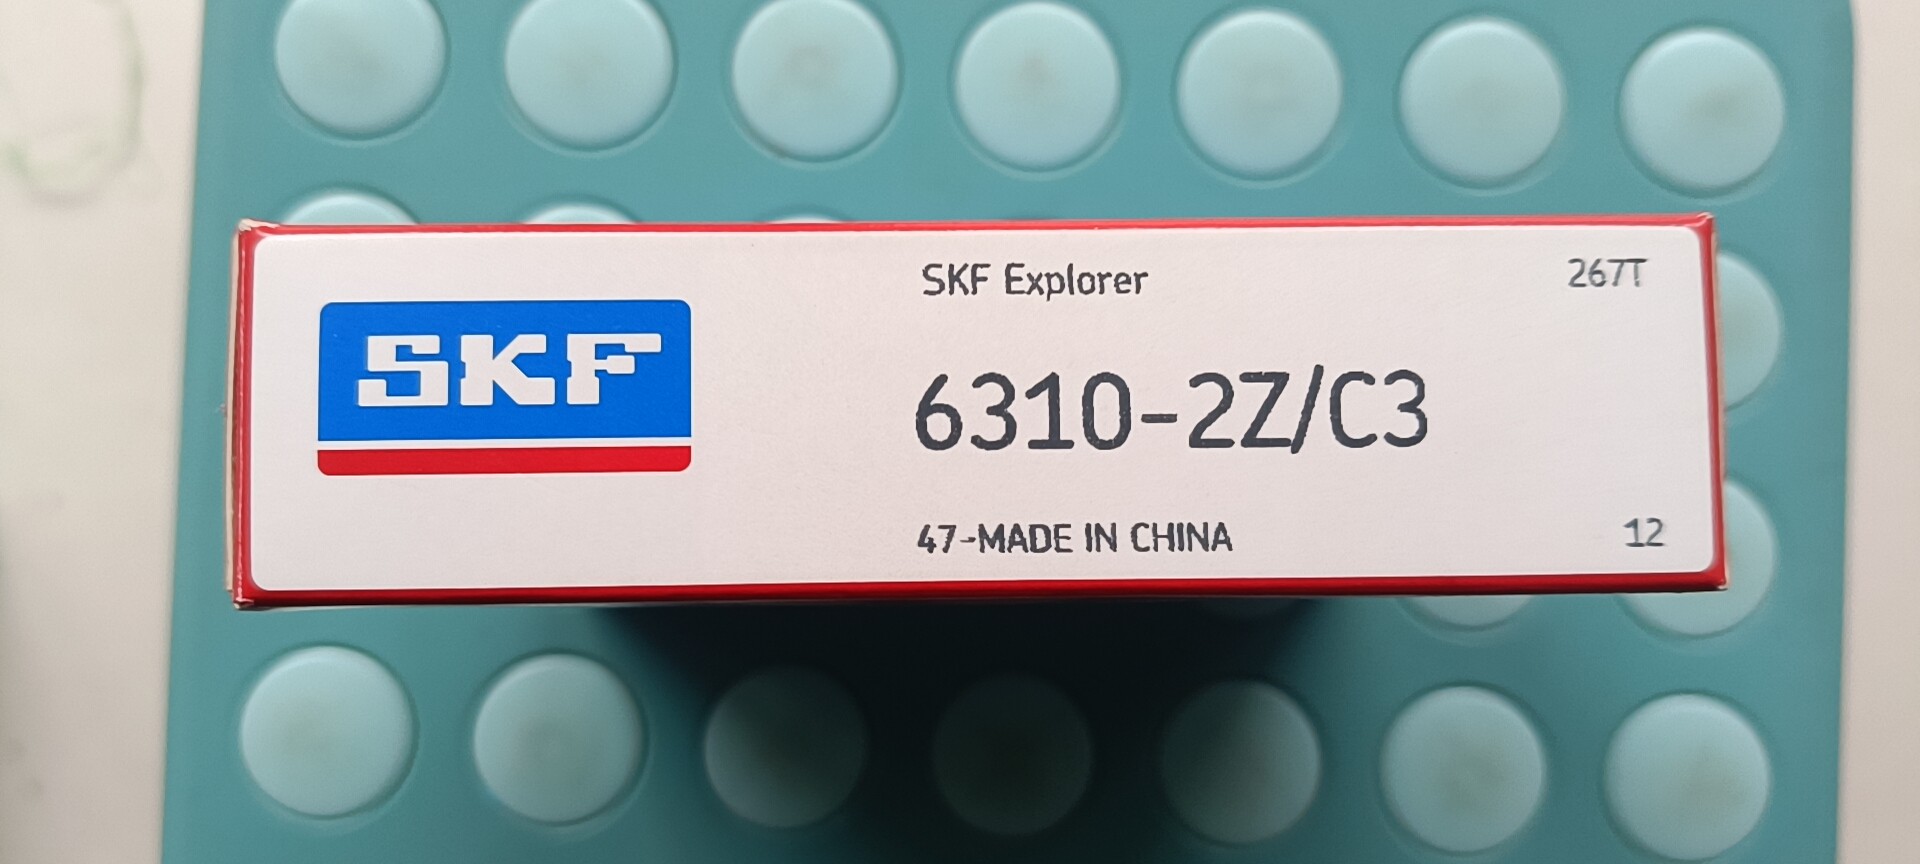 SKF
SKF Explorer
267T
6310-2Z/C3
47-MADE IN CHINA
12